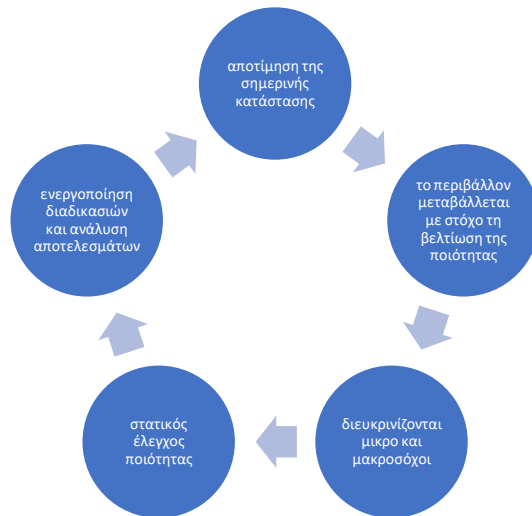 αποτίμηση της
σημερινής
κατάστασης
το περιβάλλον
μεταβάλλεται
με στόχο τη
βελτίωση της
ποιότητας
διευκρινίζονται
μικρο και
μακροσόχοι
στατικός
έλεγχος
ποιότητας
ενεργοποίηση
διαδικασιών
και ανάλυση
αποτελεσμάτων